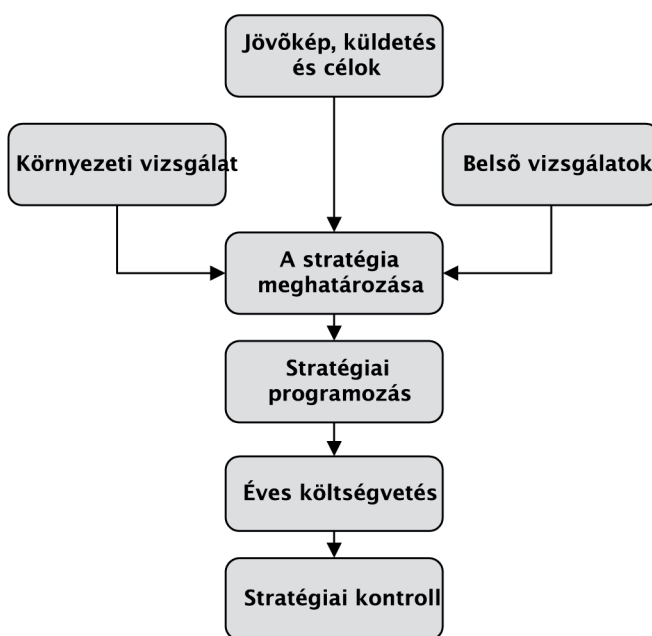 Jövõkép, küldetés
és célok
Környezeti vizsgálat
Belsõ vizsgálatok
A stratégia
meghatározása
Stratégiai
programozás
Éves költségvetés
Stratégiai kontroll